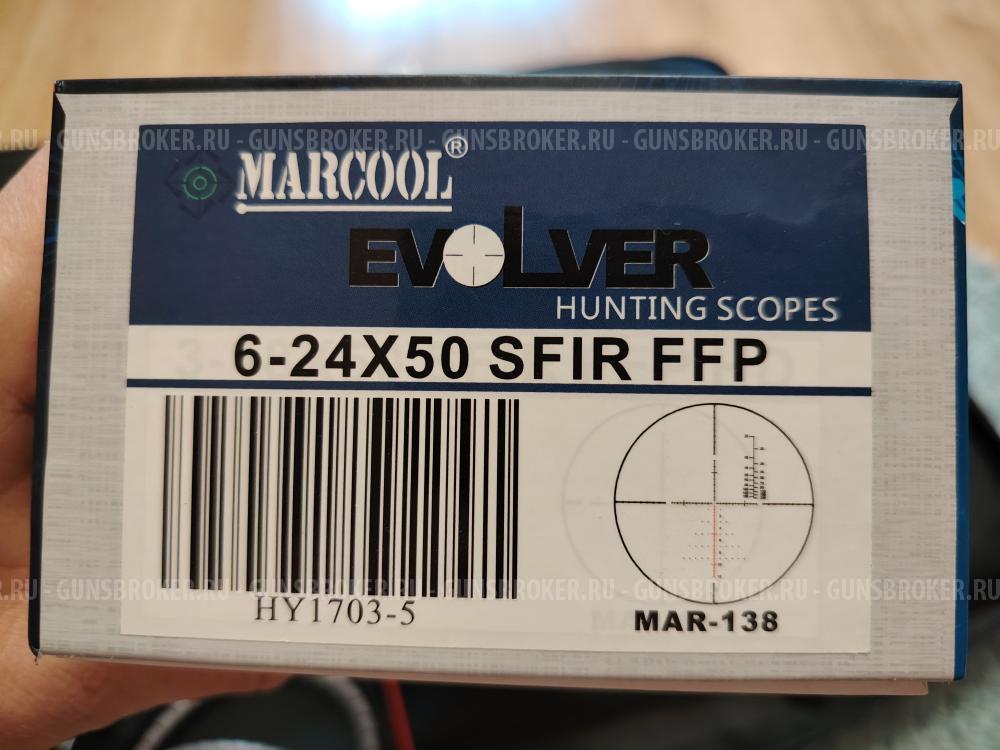 GUNSBROKER.RU - GUNSBROKER.RU - GUNSBROKER.RU - GUNSBROKER.RU - GUNSBROKER.RU
MARCOOL®
EVOLVER
HUNTING SCOPES
6-24X50 SFIR FFP
HY1703-5
MAR-138
.RU - GUNSBROKER.RU - GUNSBROKER.RU - GUNSBROKER.RU - GUNSBROKER.RU - GUNSBROKER.RU